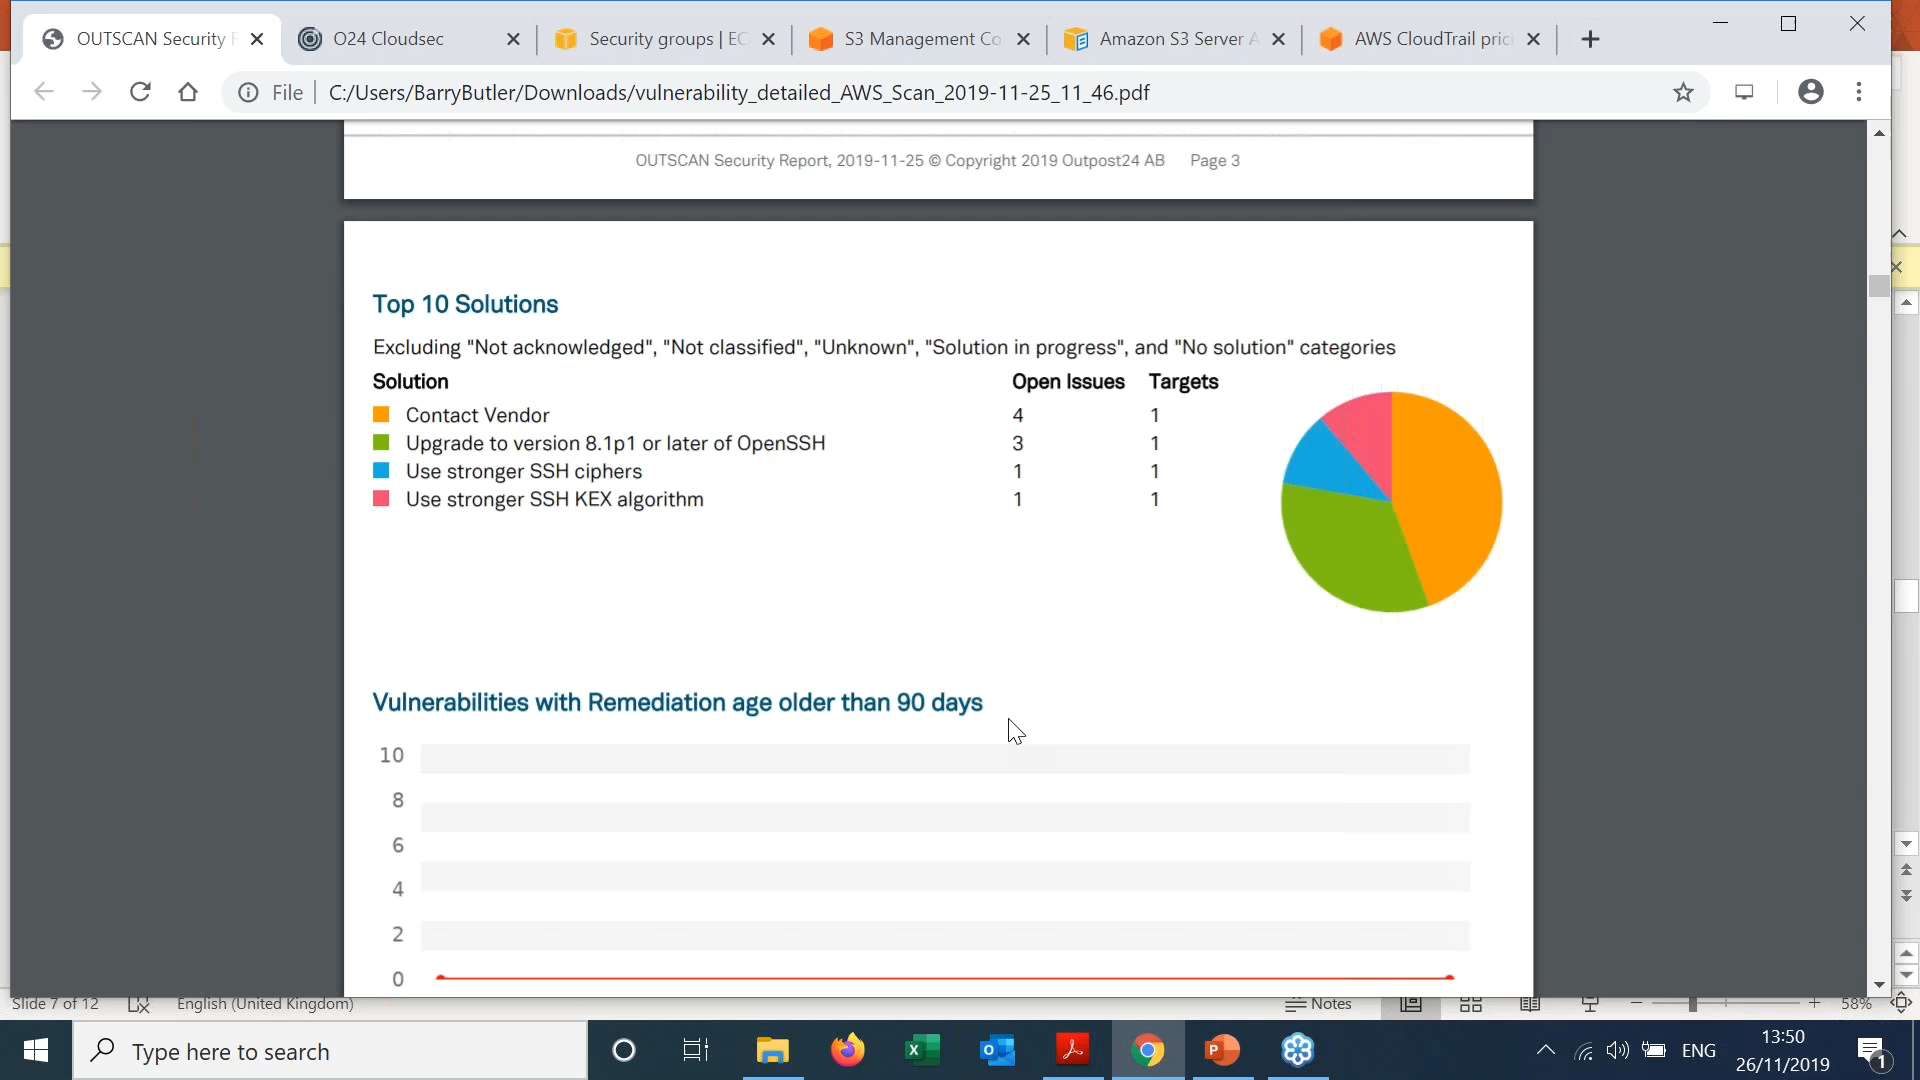 OUTSCAN Security R
O24 Cloudsec
Security groups | EC
S3 Management Co
Amazon S3 Server A
AWS CloudTrail prici
File
C:/Users/BarryButler/Downloads/vulnerability_detailed_AWS_Scan_2019-11-25_11_46.pdf
OUTSCAN Security Report, 2019-11-25 © Copyright 2019 Outpost24 AB Page 3
Top 10 Solutions
Excluding "Not acknowledged", "Not classified", "Unknown", "Solution in progress", and "No solution" categories
Solution Open Issues Targets
Contact Vendor 4 1
Upgrade to version 8.1p1 or later of OpenSSH 3 1
Use stronger SSH ciphers 1 1
Use stronger SSH KEX algorithm 1 1
Vulnerabilities with Remediation age older than 90 days
10
8
6
4
2
0
Slide 7 of 12 English (United Kingdom) Notes 58%
Type here to search
ENG
13:50
26/11/2019
1